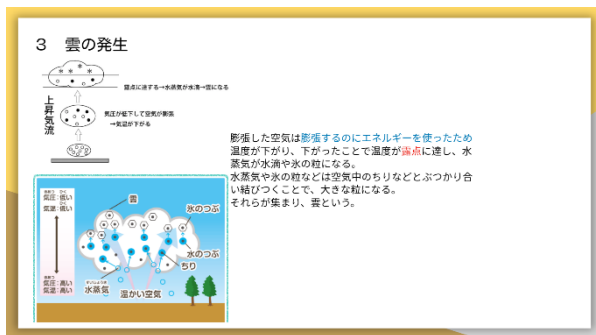 3　雲の発生
露点に達する→水蒸気が水滴→雲になる
上昇気流
気圧が低下して空気が膨張
→気温が下がる
膨張した空気は膨張するのにエネルギーを使ったため
温度が下がり、下がったことで温度が露点に達し、水
蒸気が水滴や氷の粒になる。
水蒸気や氷の粒などは空気中のちりなどとぶつかり合
い結びつくことで、大きな粒になる。
それらが集まり、雲という。
気圧：低い
気温：低い
雲
氷のつぶ
水のつぶ
ちり
気圧：高い
気温：高い
水蒸気
温かい空気